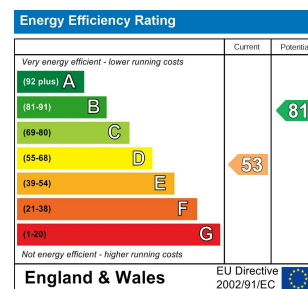 Energy Efficiency Rating
Current Potentia
Very energy efficient - lower running costs
(92 plus) A
(81-91) B
81
(69-80) C
(55-68) D
53
(39-54) E
(21-38) F
(1-20) G
Not energy efficient - higher running costs
England & Wales
EU Directive
2002/91/EC